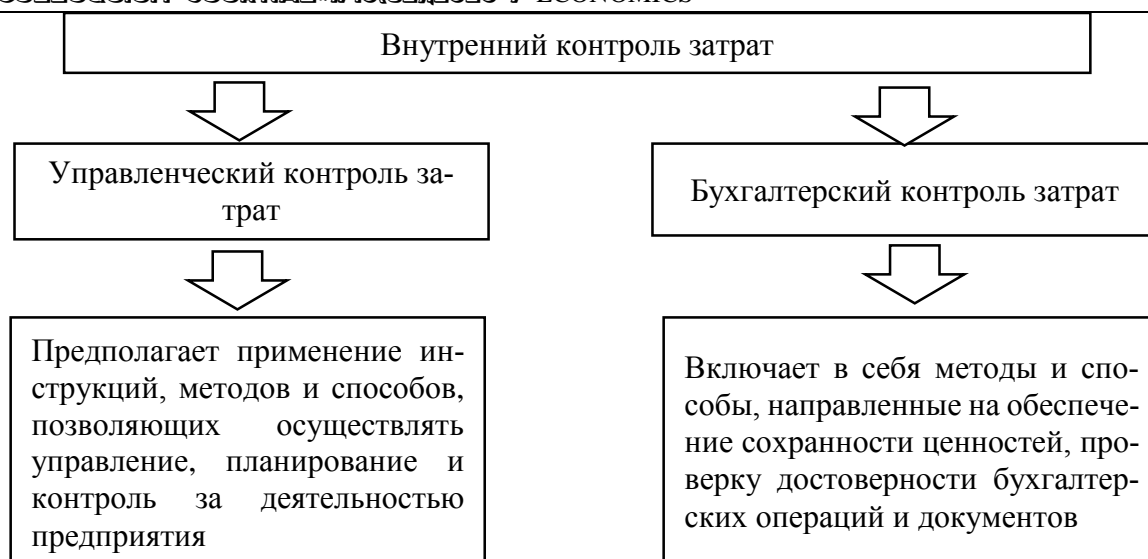 ECONOMICS
Внутренний контроль затрат
Управленческий контроль за-
трат
Бухгалтерский контроль затрат
Предполагает применение ин-
струкций, методов и способов,
позволяющих осуществлять
управление, планирование и
контроль за деятельностью
предприятия
Включает в себя методы и спо-
собы, направленные на обеспече-
ние сохранности ценностей, про-
верку достоверности бухгалтер-
ских операций и документов